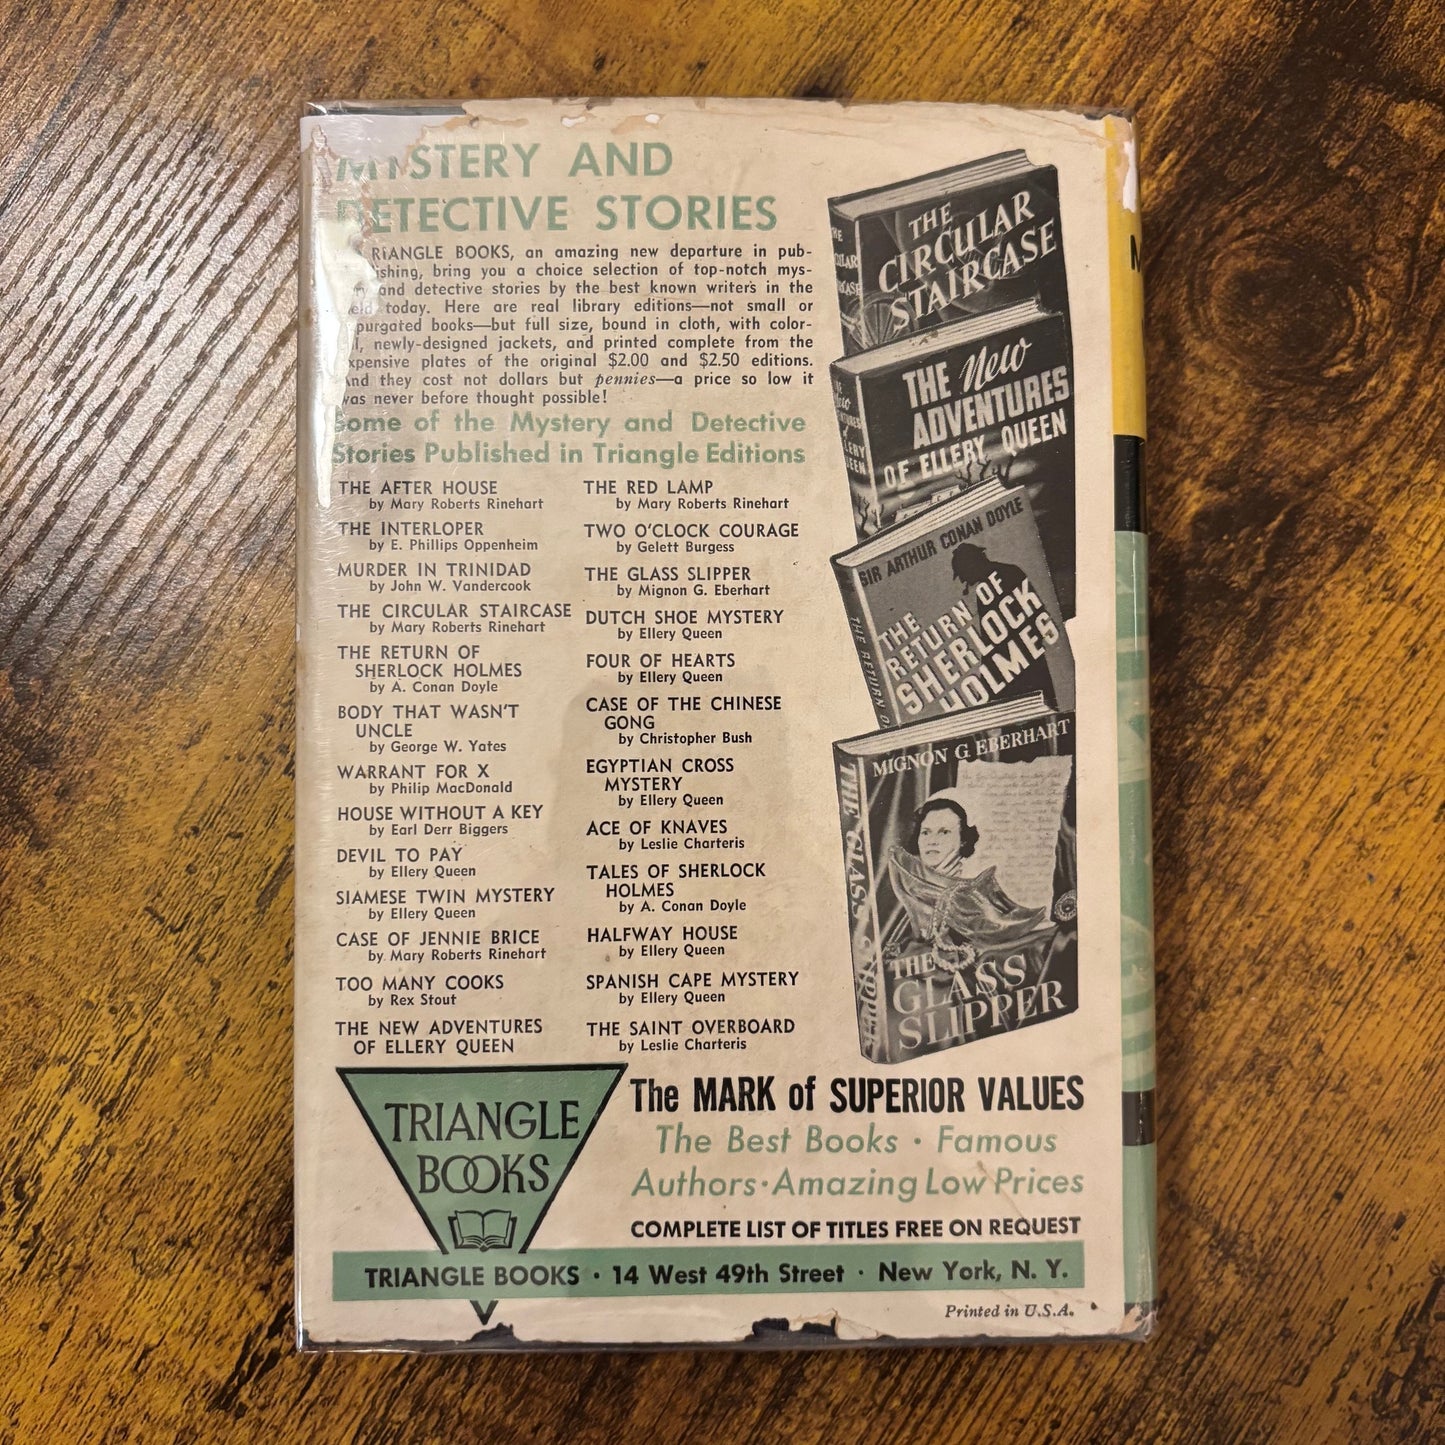 MYSTERY AND
DETECTIVE STORIES
TRIANGLE BOOKS, an amazing new departure in pub-
lishing, bring you a choice selection of top-notch mys-
and detective stories by the best known writers in the
today. Here are real library editions—not small or
purgated books—but full size, bound in cloth, with color-
newly-designed jackets, and printed complete from the
expensive plates of the original $2.00 and $2.50 editions.
And they cost not dollars but pennies—a price so low it
was never before thought possible!
Some of the Mystery and Detective
Stories Published in Triangle Editions
THE AFTER HOUSE
by Mary Roberts Rinehart
THE INTERLOPER
by E. Phillips Oppenheim
MURDER IN TRINIDAD
by John W. Vandercook
THE CIRCULAR STAIRCASE
by Mary Roberts Rinehart
THE RETURN OF
SHERLOCK HOLMES
by A. Conan Doyle
BODY THAT WASN'T
UNCLE
by George W. Yates
WARRANT FOR X
by Philip MacDonald
HOUSE WITHOUT A KEY
by Earl Derr Biggers
DEVIL TO PAY
by Ellery Queen
SIAMESE TWIN MYSTERY
by Ellery Queen
CASE OF JENNIE BRICE
by Mary Roberts Rinehart
TOO MANY COOKS
by Rex Stout
THE NEW ADVENTURES
OF ELLERY QUEEN
THE RED LAMP
by Mary Roberts Rinehart
TWO O'CLOCK COURAGE
by Gelett Burgess
THE GLASS SLIPPER
by Mignon G. Eberhart
DUTCH SHOE MYSTERY
by Ellery Queen
FOUR OF HEARTS
by Ellery Queen
CASE OF THE CHINESE
GONG
by Christopher Bush
EGYPTIAN CROSS
MYSTERY
by Ellery Queen
ACE OF KNAVES
by Leslie Charteris
TALES OF SHERLOCK
HOLMES
by A. Conan Doyle
HALFWAY HOUSE
by Ellery Queen
SPANISH CAPE MYSTERY
by Ellery Queen
THE SAINT OVERBOARD
by Leslie Charteris
THE
CIRCULAR
STAIRCASE
THE New
ADVENTURES
OF ELLERY QUEEN
SIR ARTHUR CONAN DOYLE
THE
RETURN OF
SHERLOCK
HOLMES
THE RETURN O
MIGNON G. EBERHART
THE GLASS SLIPPER
THE
GLASS
SLIPPER
TRIANGLE
BOOKS
The MARK of SUPERIOR VALUES
The Best Books · Famous
Authors · Amazing Low Prices
COMPLETE LIST OF TITLES FREE ON REQUEST
TRIANGLE BOOKS · 14 West 49th Street · New York, N. Y.
Printed in U.S.A.